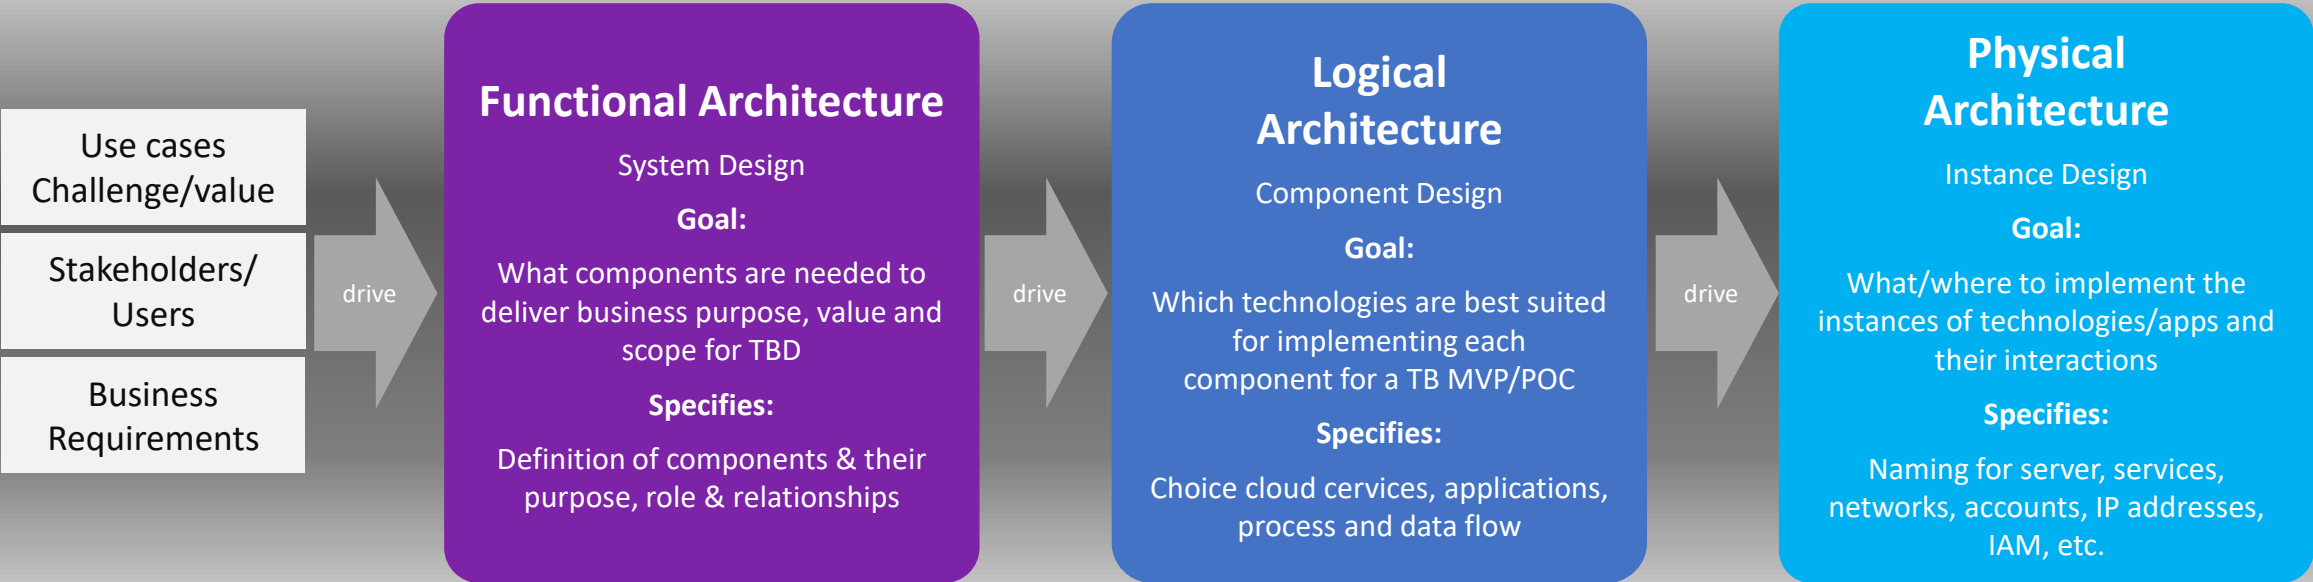 Use cases
Challenge/value
Stakeholders/
Users
Business
Requirements
drive
Functional Architecture
System Design
Goal:
What components are needed to
deliver business purpose, value and
scope for TBD
Specifies:
Definition of components & their
purpose, role & relationships
drive
Logical
Architecture
Component Design
Goal:
Which technologies are best suited
for implementing each
component for a TB MVP/POC
Specifies:
Choice cloud cervices, applications,
process and data flow
drive
Physical
Architecture
Instance Design
Goal:
What/where to implement the
instances of technologies/apps and
their interactions
Specifies:
Naming for server, services,
networks, accounts, IP addresses,
IAM, etc.